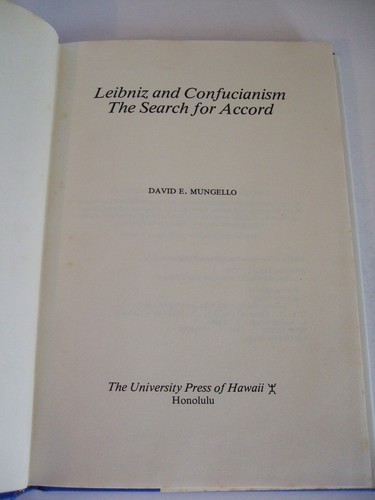 Leibniz and Confucianism
The Search for Accord
DAVID E. MUNGELLO
The University Press of Hawaii
Honolulu